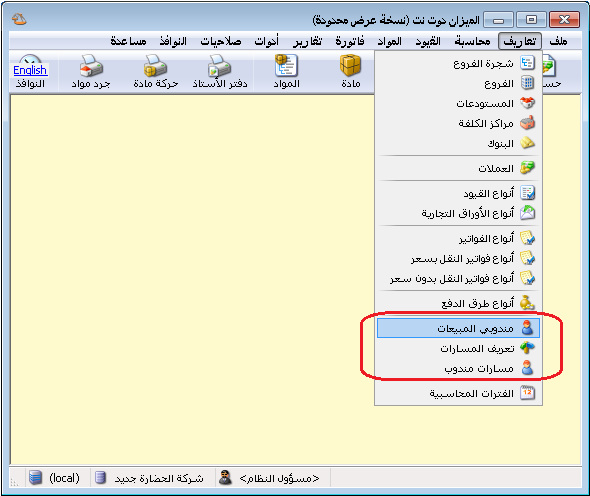 الميزان دوت نت (نسخة عرض محدودة)
ملف تعاريف محاسبة القيود المواد فاتورة تقارير أدوات صلاحيات النوافذ مساعدة
مادة المواد دفتر الأستاذ حركة مادة جرد مواد النوافذ
English
شجرة الفروع
الفروع
المستودعات
مراكز الكلفة
البنوك
العملات
أنواع القيود
أنواع الأوراق التجارية
أنواع الفواتير
أنواع فواتير النقل بسعر
أنواع فواتير النقل بدون سعر
أنواع طرق الدفع
مندوبي المبيعات
تعريف المسارات
مسارات مندوب
الفترات المحاسبية
12
<مسؤول النظام> شركة الحضارة جديد (local)